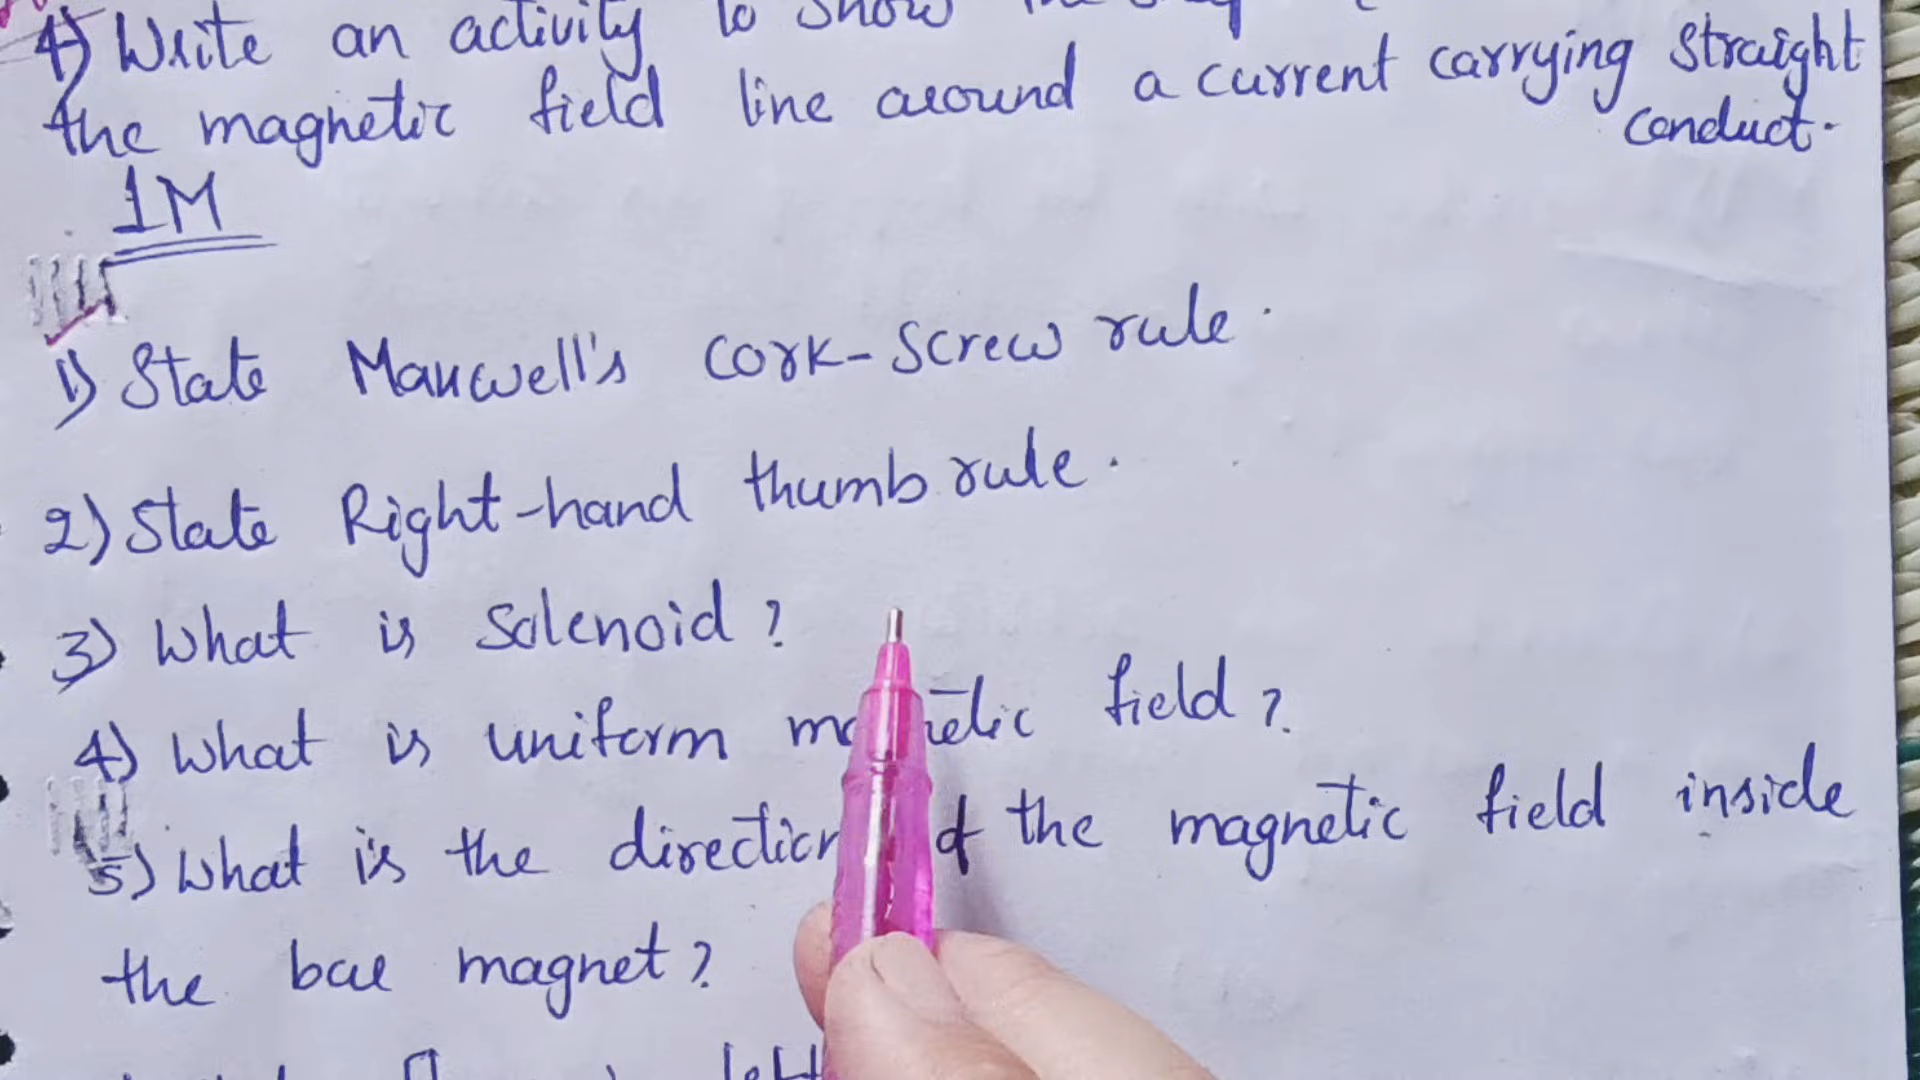 4) Write an activity to show
the magnetic field line around a current carrying straight
conduct.
1M
1) State Maxwell's cork-screw rule.
2) State Right-hand thumb rule.
3) What is Solenoid?
4) What is uniform field?
5) What is the direction of the magnetic field inside
the bar magnet?